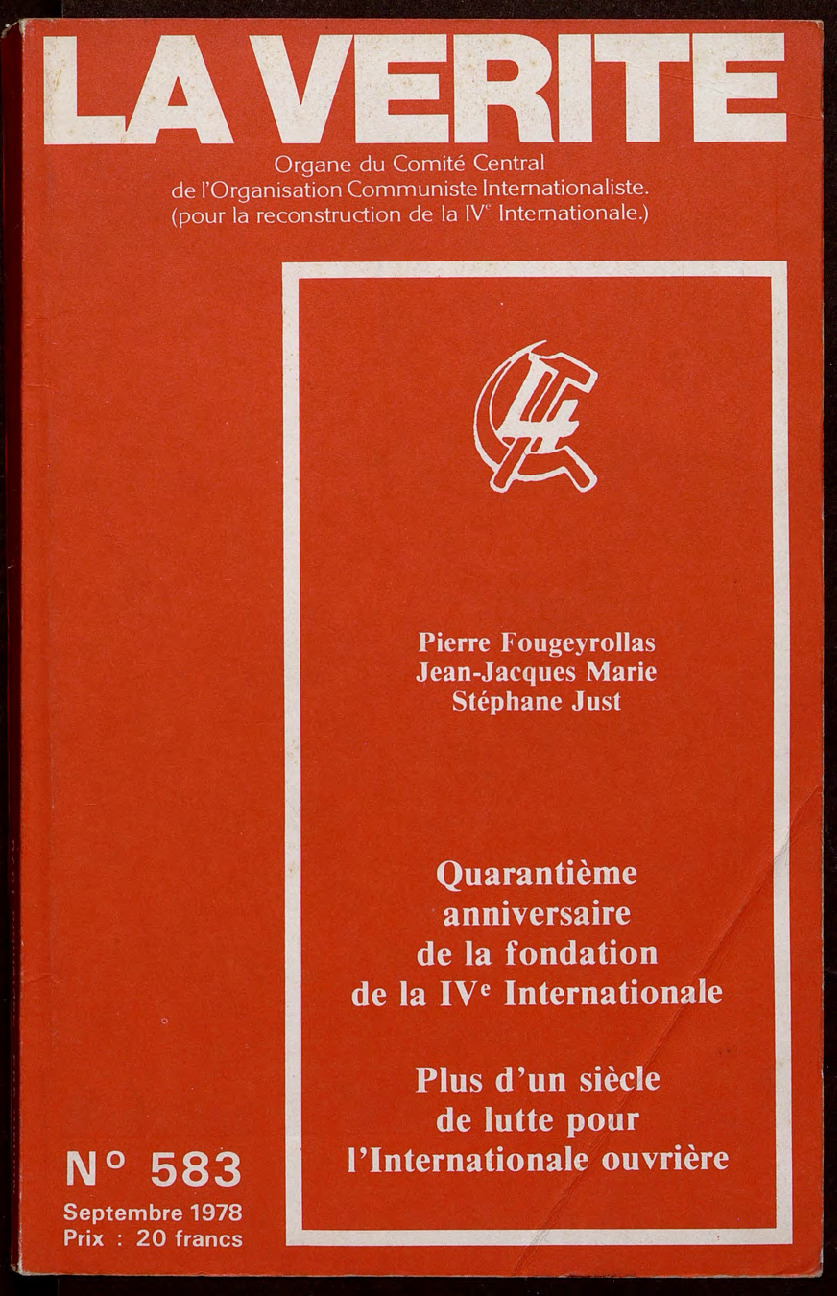 LA VERITE
Organe du Comité Central
de l'Organisation Communiste Internationaliste.
(pour la reconstruction de la IVe Internationale.)
4
Pierre Fougeyrollas
Jean-Jacques Marie
Stéphane Just
Quarantième
anniversaire
de la fondation
de la IVe Internationale
Plus d'un siècle
de lutte pour
l'Internationale ouvrière
No 583
Septembre 1978
Prix : 20 francs